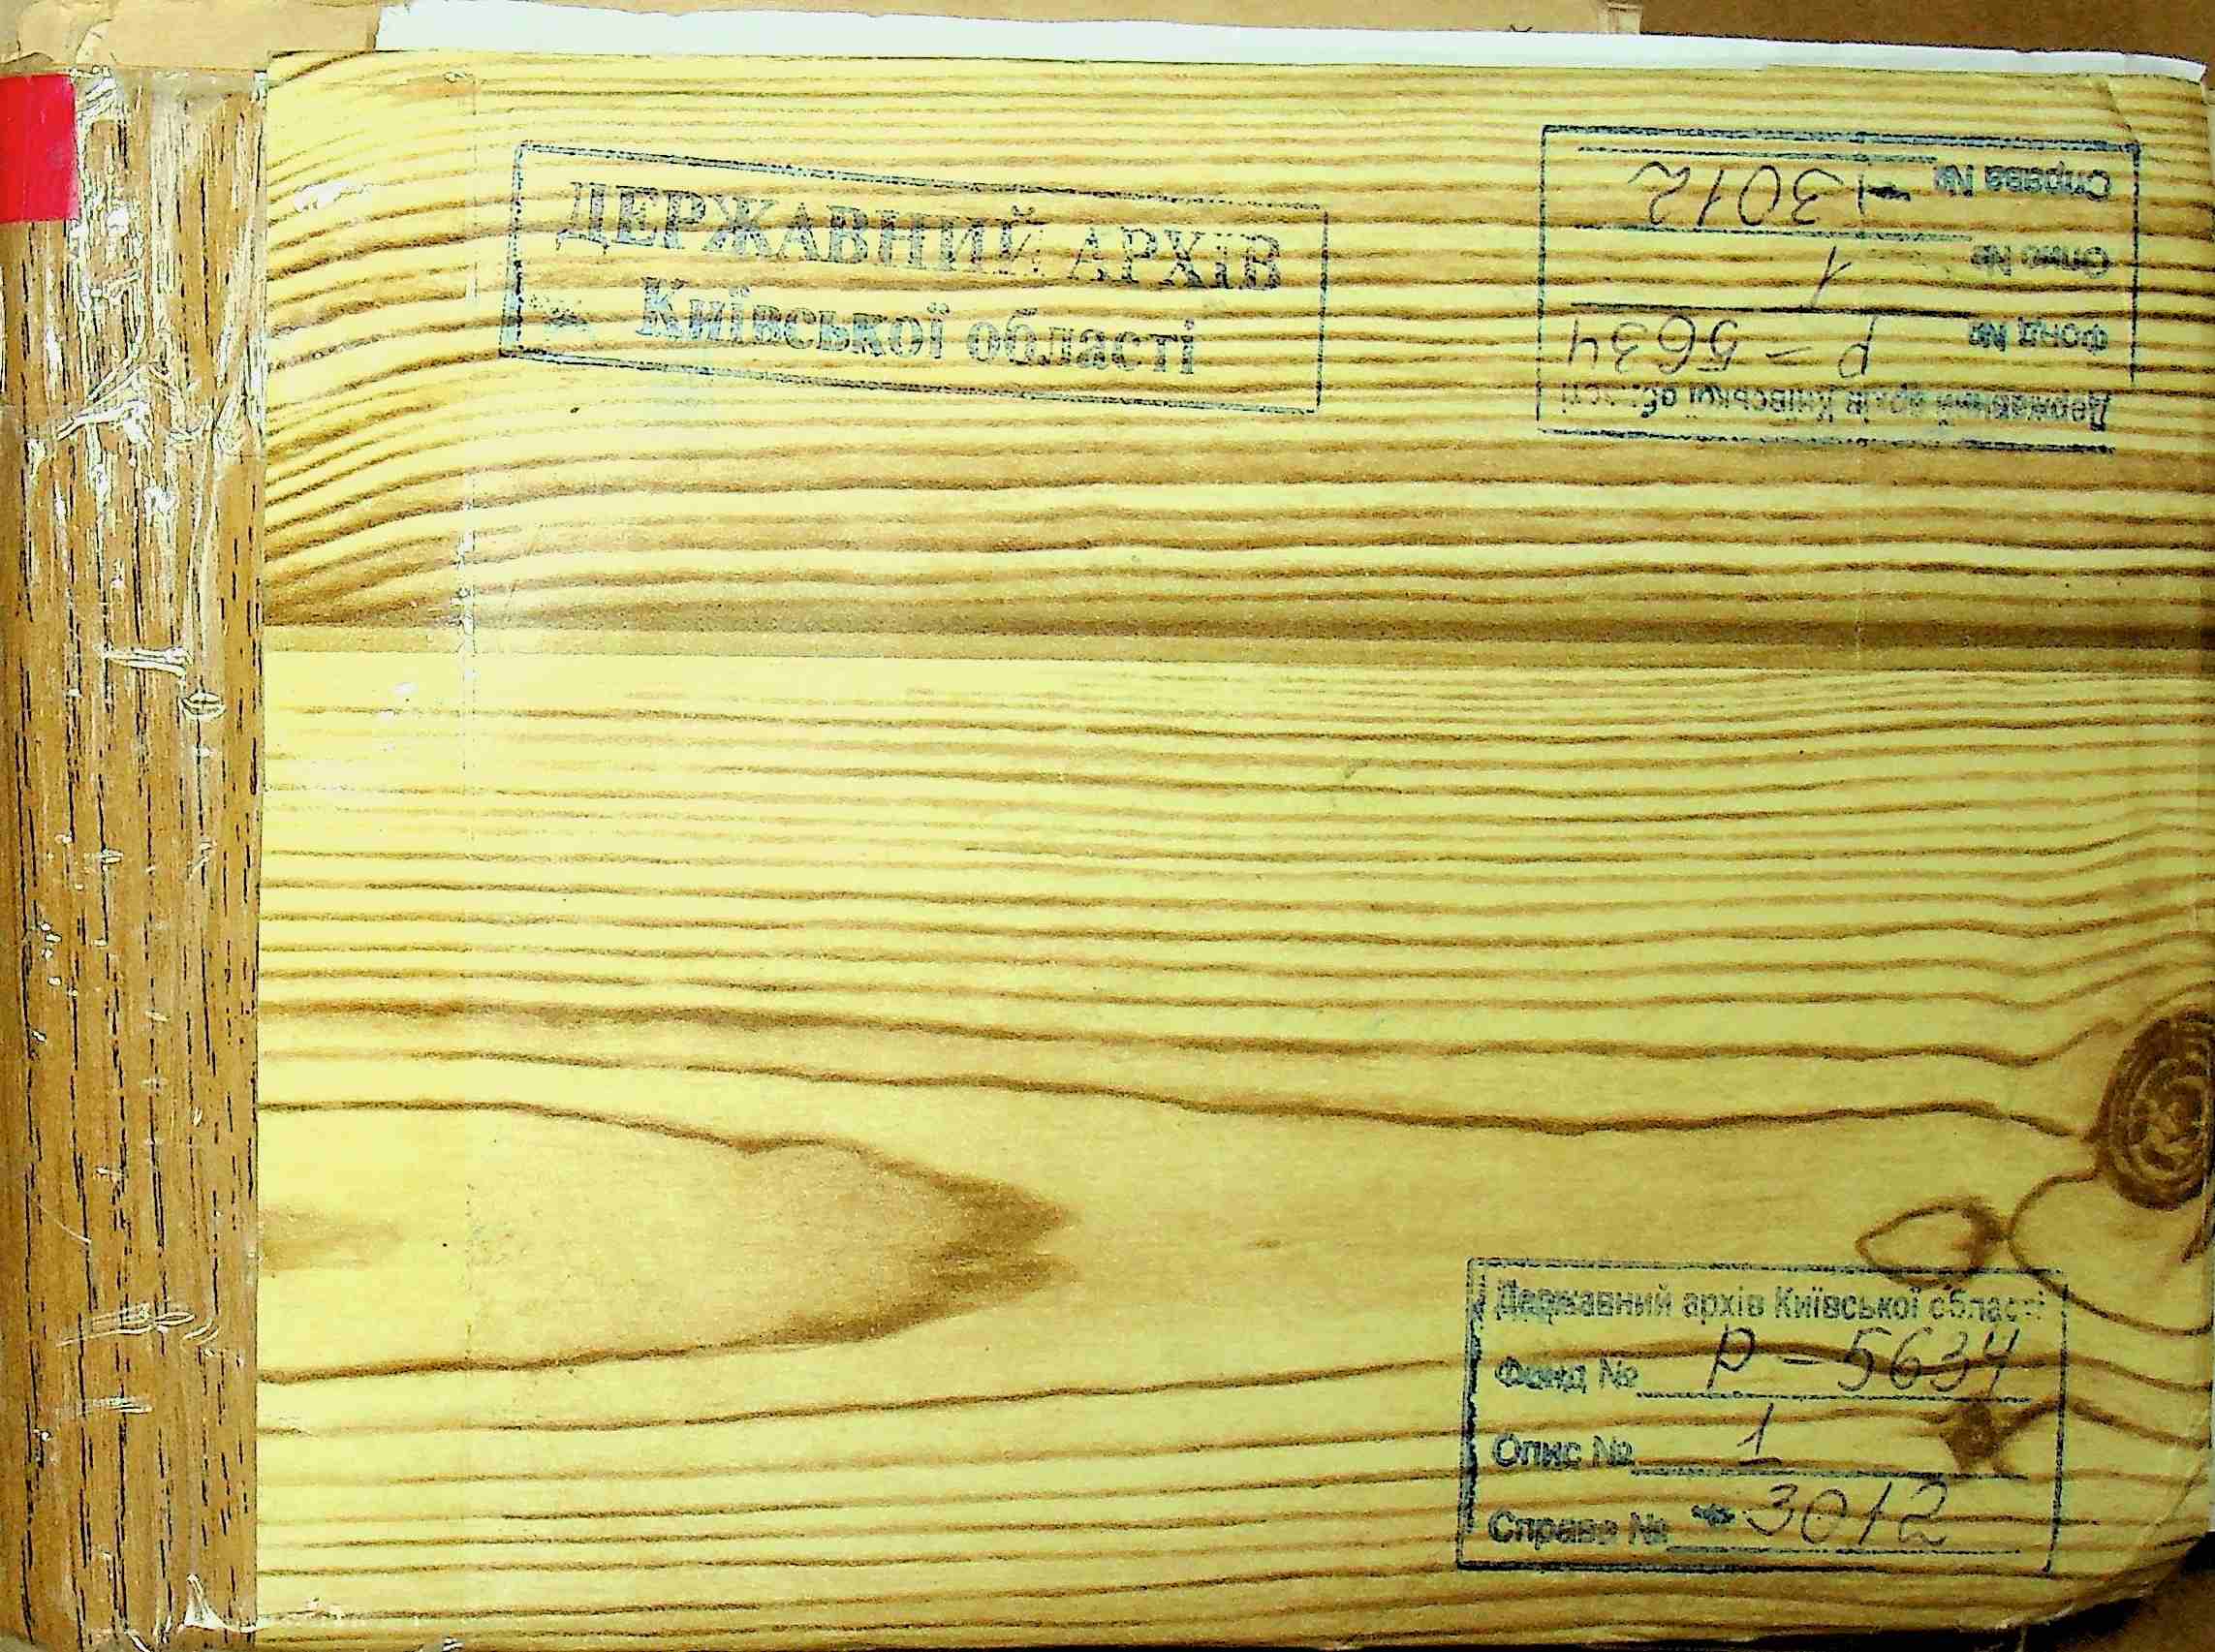 ДЕРЖАВНИЙ АРХІВ
Київської області
Державний архів Київської області
Фонд № Р - 5634
Опис № 1
Справа № 3012
Державний архів Київської області
Фонд № Р - 5634
Опис № 1
Справа № 3012